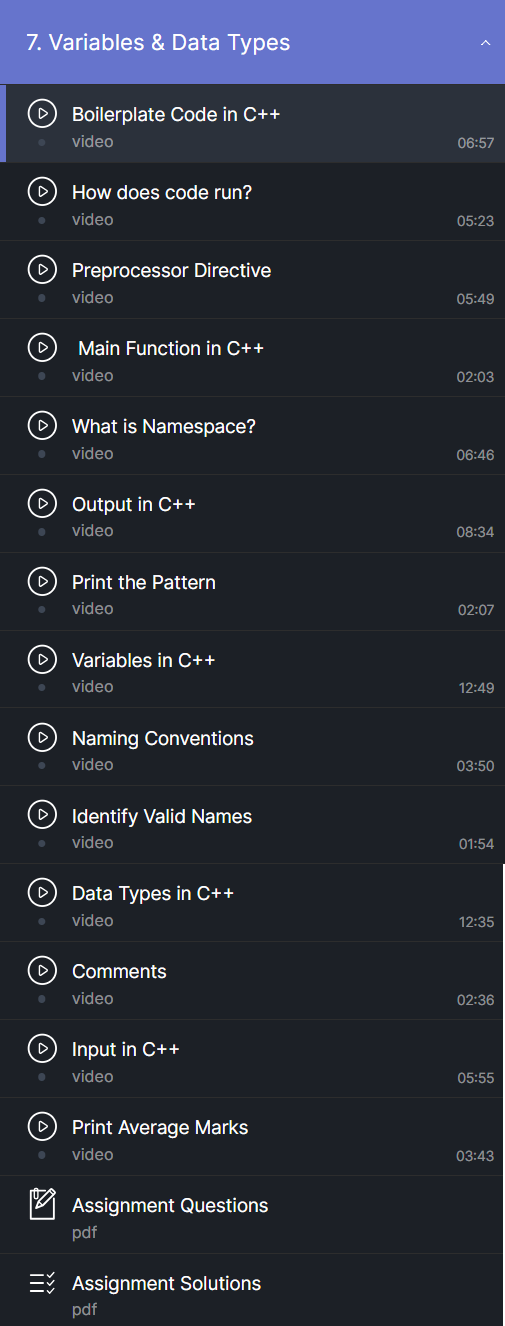 7. Variables & Data Types
Boilerplate Code in C++
video
06:57
How does code run?
video
05:23
Preprocessor Directive
video
05:49
Main Function in C++
video
02:03
What is Namespace?
video
06:46
Output in C++
video
08:34
Print the Pattern
video
02:07
Variables in C++
video
12:49
Naming Conventions
video
03:50
Identify Valid Names
video
01:54
Data Types in C++
video
12:35
Comments
video
02:36
Input in C++
video
05:55
Print Average Marks
video
03:43
Assignment Questions
pdf
Assignment Solutions
pdf